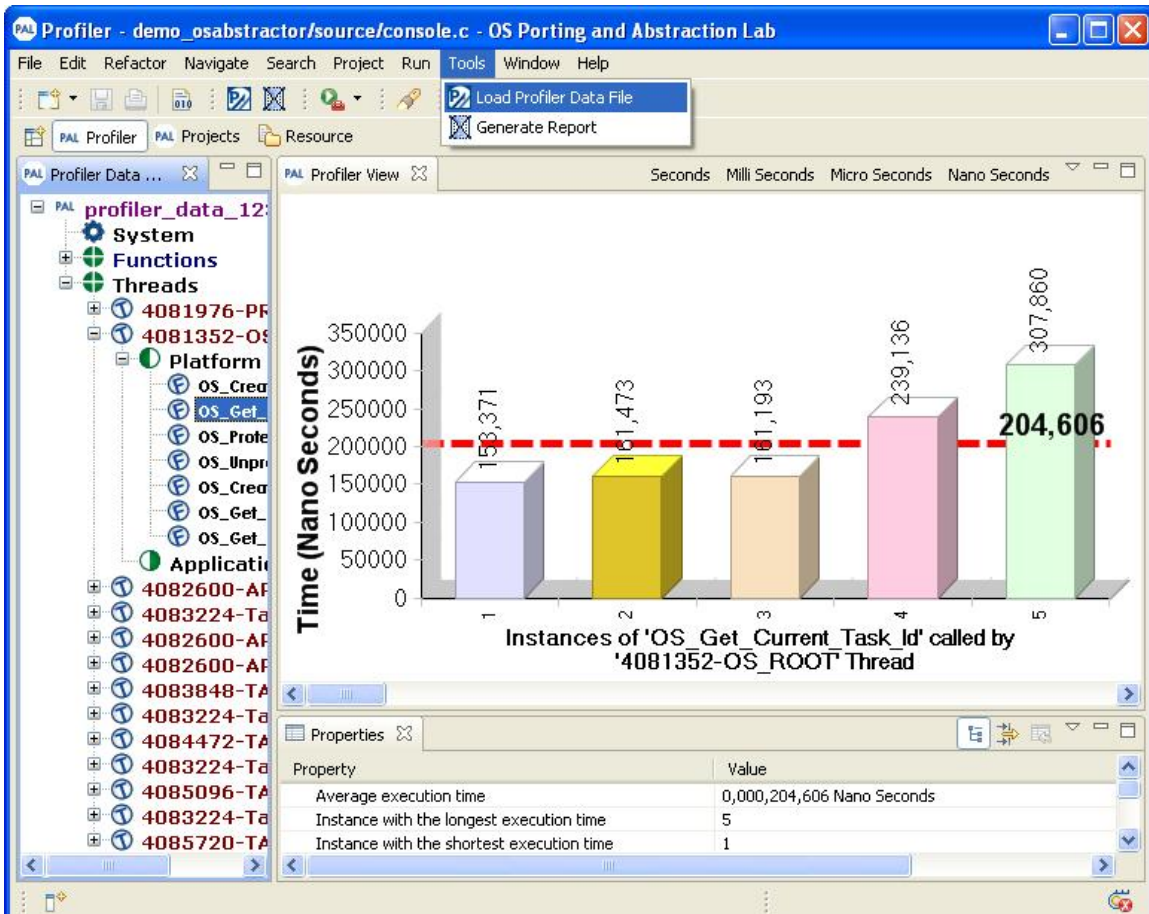 PAL Profiler - demo_osabstractor/source/console.c - OS Porting and Abstraction Lab
File Edit Refactor Navigate Search Project Run Tools Window Help
Load Profiler Data File
Generate Report
010
PAL Profiler PAL Projects Resource
PAL Profiler Data ...
PAL profiler_data_12
System
Functions
Threads
4081976-PR
4081352-OS
Platform
OS_Crea
OS_Get_
OS_Prote
OS_Unpr
OS_Crea
OS_Get_
OS_Get_
Applicati
4082600-AP
4083224-Ta
4082600-AP
4082600-AP
4083848-TA
4083224-Ta
4084472-TA
4083224-Ta
4085096-TA
4083224-Ta
4085720-TA
PAL Profiler View Seconds Milli Seconds Micro Seconds Nano Seconds
Time (Nano Seconds)
350000
300000
250000
200000
150000
100000
50000
0
153,371
161,473
161,193
239,136
307,860
204,606
1 2 3 4 5
Instances of 'OS_Get_Current_Task_Id' called by
'4081352-OS_ROOT' Thread
Properties
Property Value
Average execution time 0,000,204,606 Nano Seconds
Instance with the longest execution time 5
Instance with the shortest execution time 1